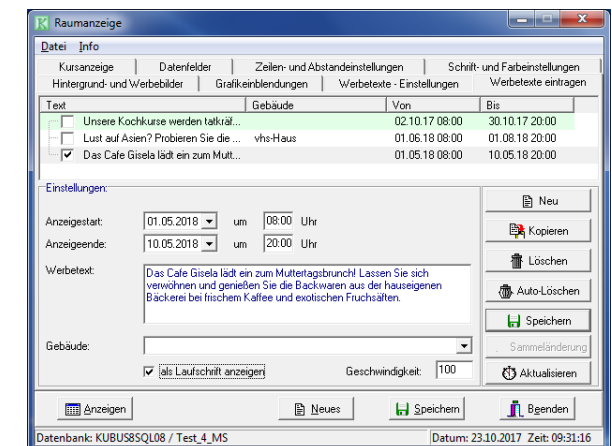 Raumanzeige
Datei Info
Kursanzeige Datenfelder Zeilen- und Abstandeinstellungen Schrift- und Farbeinstellungen
Hintergrund- und Werbebilder Grafikeinblendungen Werbetexte - Einstellungen Werbetexte eintragen
Text Gebäude Von Bis
Unsere Kochkurse werden tatkräf... 02.10.17 08:00 30.10.17 20:00
Lust auf Asien? Probieren Sie die ... vhs-Haus 01.06.18 08:00 01.08.18 20:00
Das Cafe Gisela lädt ein zum Mutt... 01.05.18 08:00 10.05.18 20:00
Einstellungen:
Anzeigestart: 01.05.2018 um 08:00 Uhr
Anzeigeende: 10.05.2018 um 20:00 Uhr
Werbetext:
Das Cafe Gisela lädt ein zum Muttertagsbrunch! Lassen Sie sich
verwöhnen und genießen Sie die Backwaren aus der hauseigenen
Bäckerei bei frischem Kaffee und exotischen Fruchsäften.
Gebäude:
als Laufschrift anzeigen Geschwindigkeit: 100
Neu
Kopieren
Löschen
Auto-Löschen
Speichern
Sammeländerung
Aktualisieren
Anzeigen Neues Speichern Beenden
Datenbank: KUBUS8SQL08 / Test_4_MS Datum: 23.10.2017 Zeit: 09:31:16